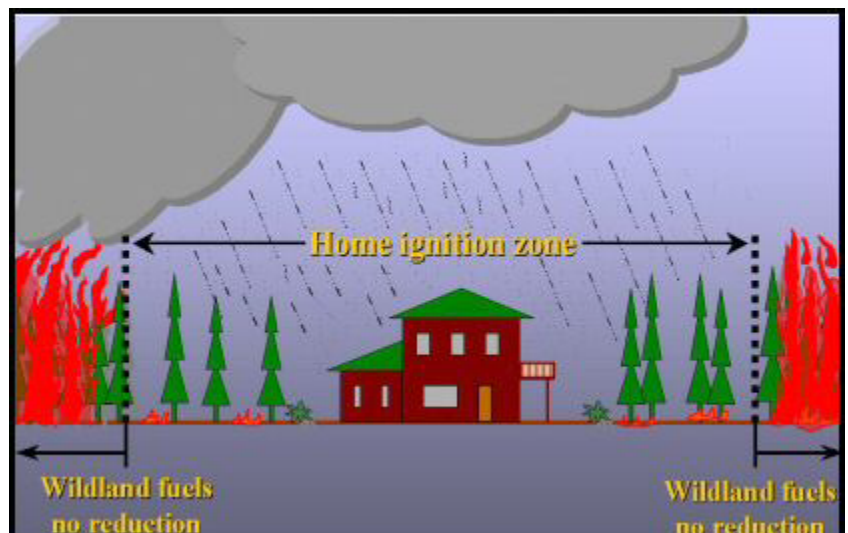 Home ignition zone
Wildland fuels
no reduction
Wildland fuels
no reduction